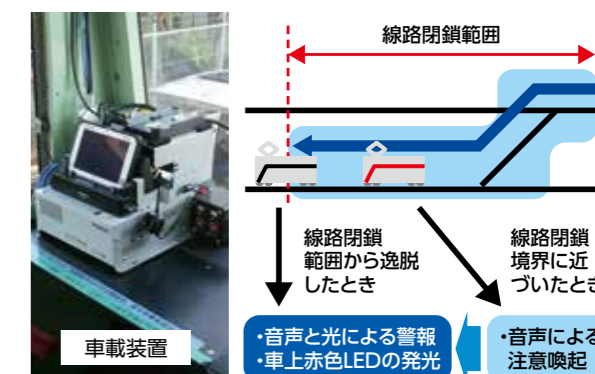 線路閉鎖範囲
線路閉鎖
範囲から逸脱
したとき
線路閉鎖
境界に近
づいたとき
・音声と光による警報
・車上赤色LEDの発光
・音声による
注意喚起
車載装置